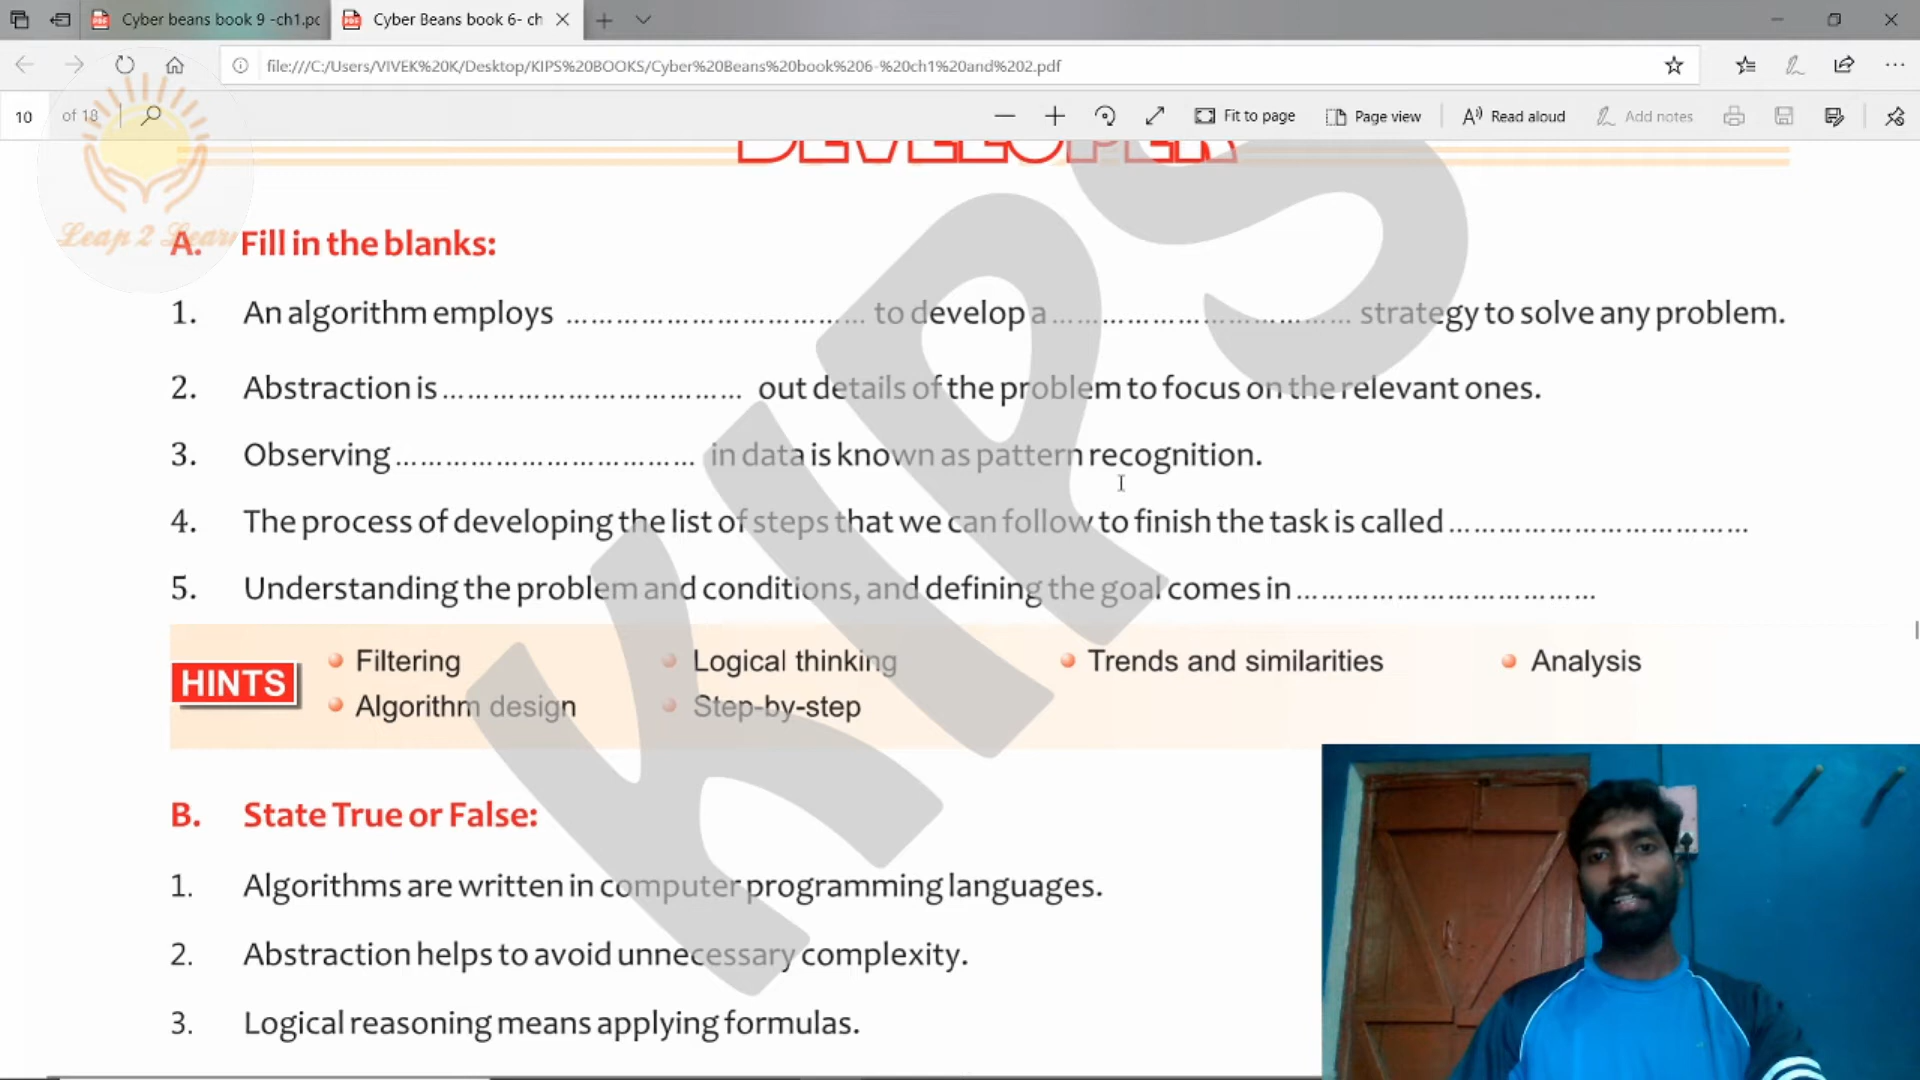 Cyber beans book 9 -ch1.pc
Cyber Beans book 6- ch
file:///C:/Users/VIVEK%20K/Desktop/KIPS%20BOOKS/Cyber%20Beans%20book%206-%20ch1%20and%202.pdf
10 of 18 Fit to page Page view Read aloud Add notes
DEVELOPER
Leap 2 Learn
A. Fill in the blanks:
1. An algorithm employs .............................. to develop a .............................. strategy to solve any problem.
2. Abstraction is .............................. out details of the problem to focus on the relevant ones.
3. Observing .............................. in data is known as pattern recognition.
4. The process of developing the list of steps that we can follow to finish the task is called ..............................
5. Understanding the problem and conditions, and defining the goal comes in ..............................
HINTS
Filtering Logical thinking Trends and similarities Analysis
Algorithm design Step-by-step
B. State True or False:
1. Algorithms are written in computer programming languages.
2. Abstraction helps to avoid unnecessary complexity.
3. Logical reasoning means applying formulas.
KIPS